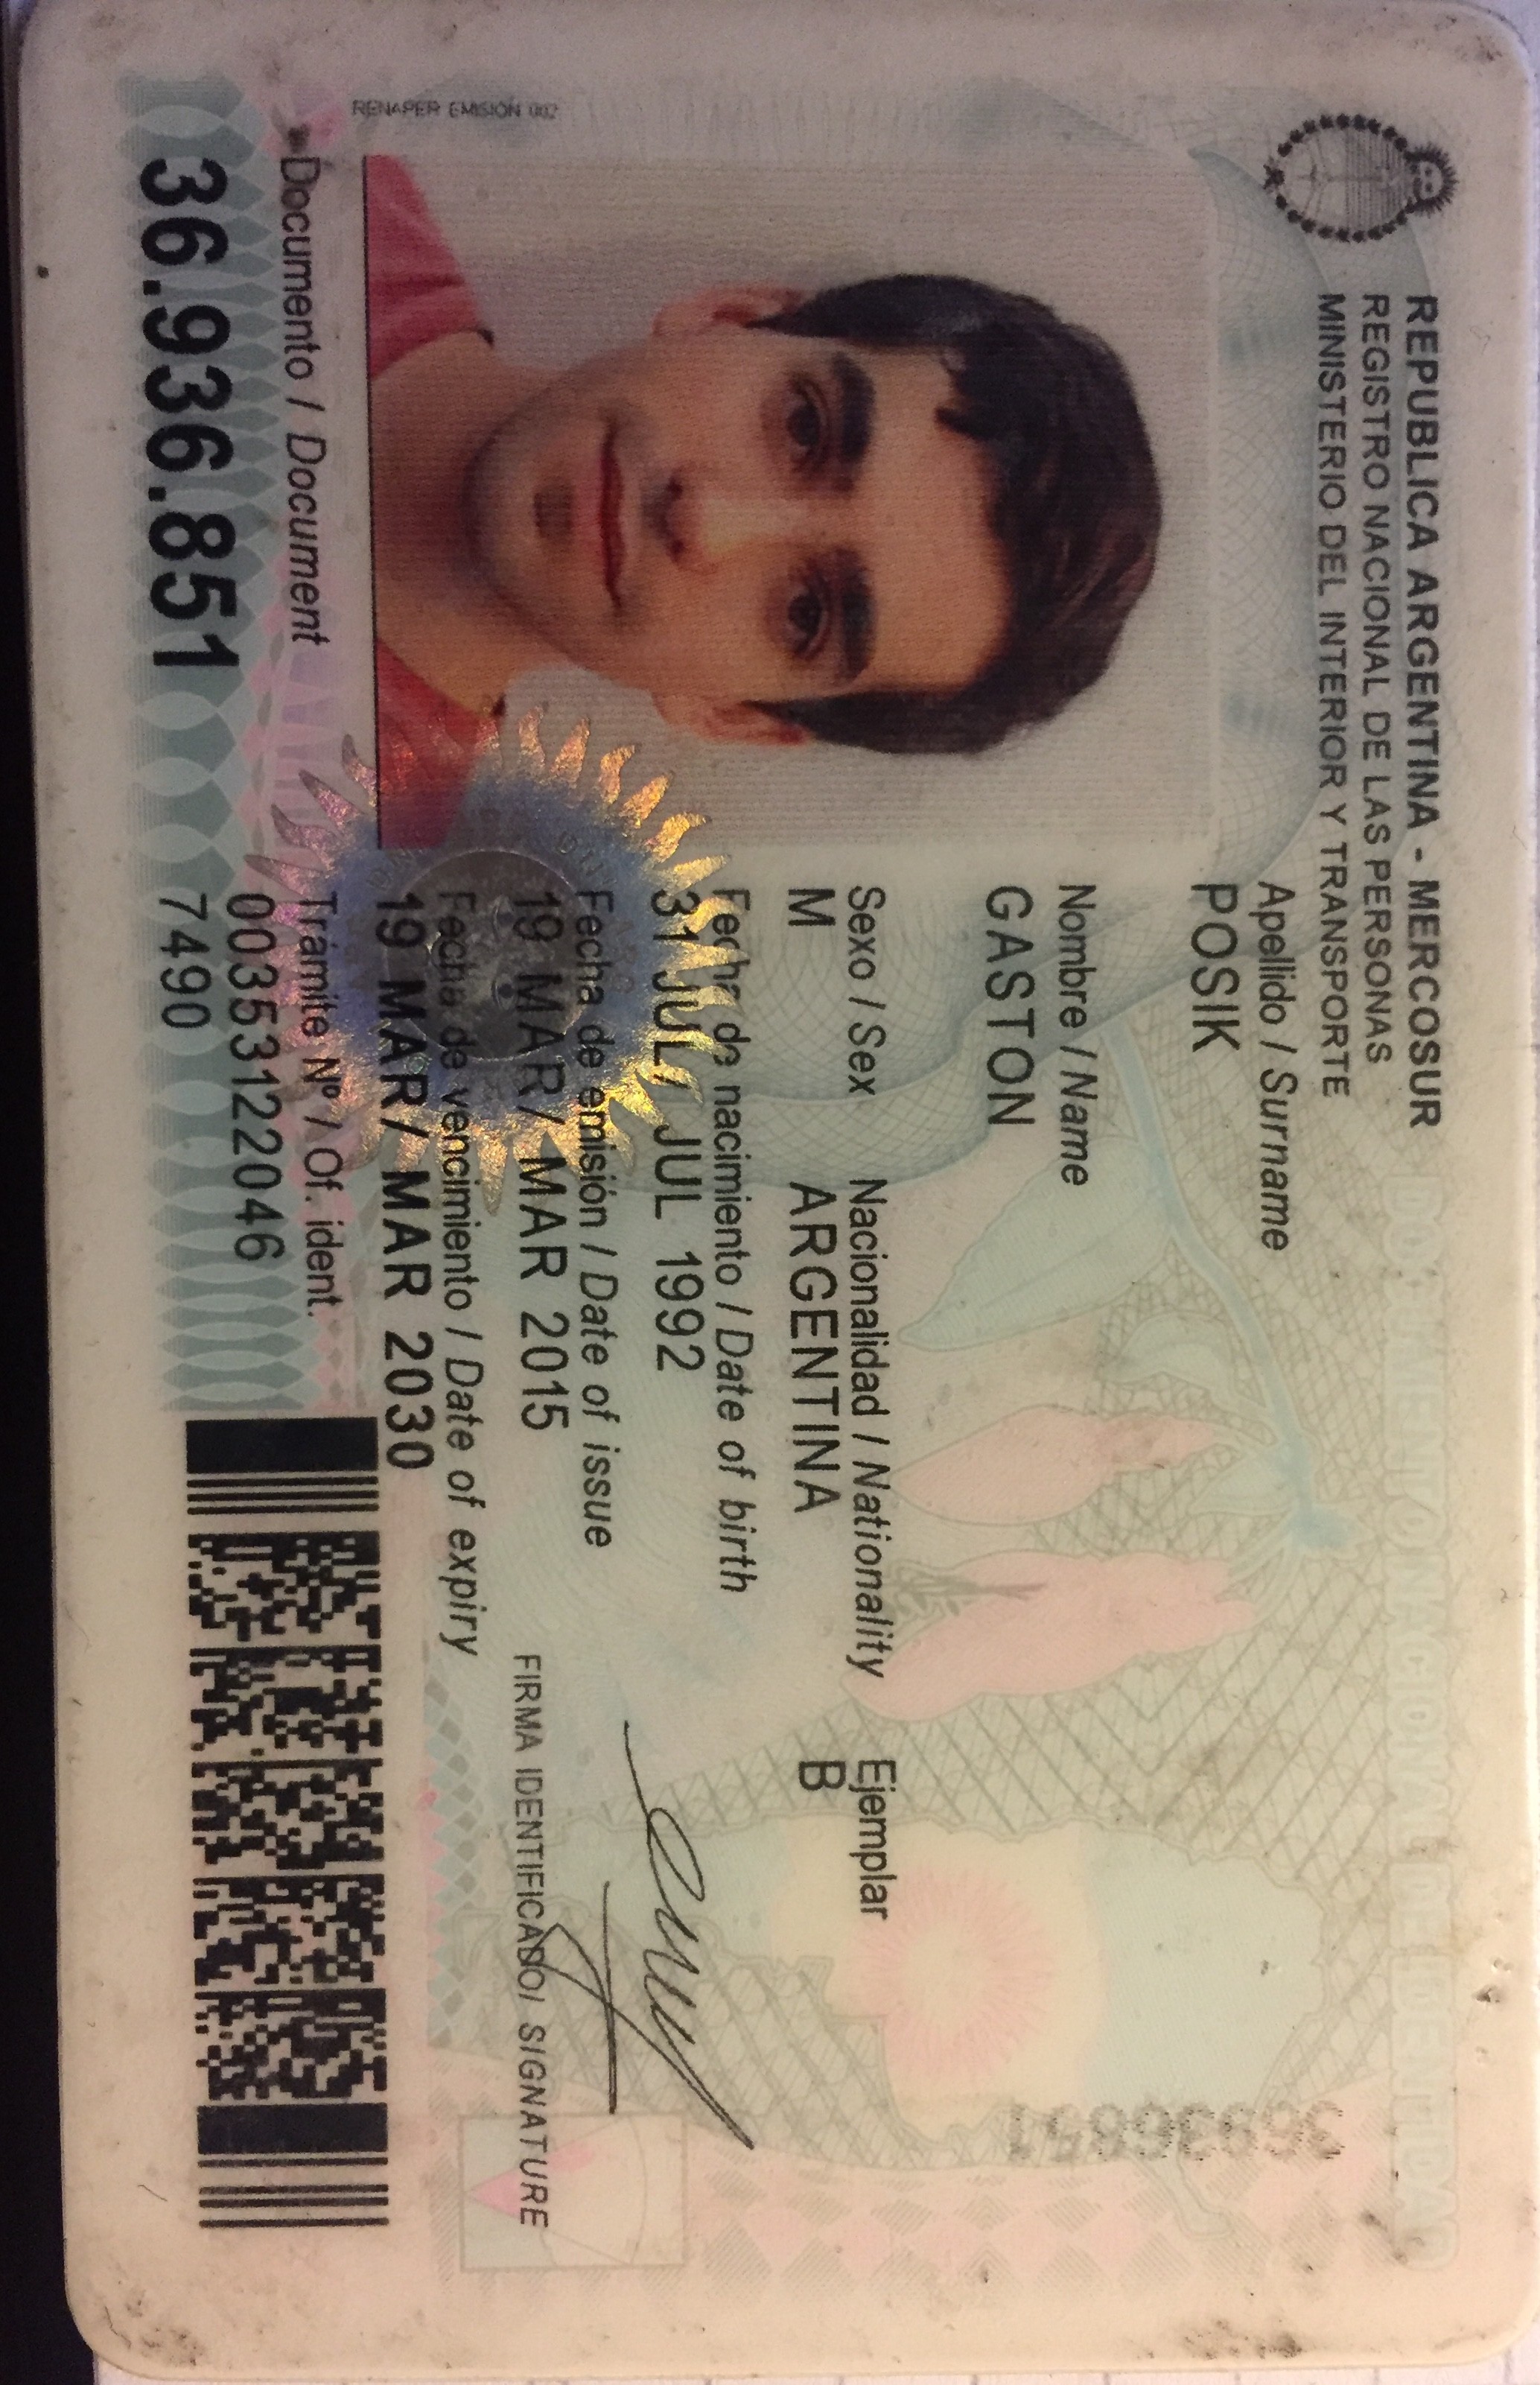 REPUBLICA ARGENTINA - MERCOSUR
REGISTRO NACIONAL DE LAS PERSONAS
MINISTERIO DEL INTERIOR Y TRANSPORTE
DOCUMENTO NACIONAL DE IDENTIDAD
Apellido / Surname
POSIK
Nombre / Name
GASTON
Sexo / Sex Nacionalidad / Nationality Ejemplar
M ARGENTINA B
Fecha de nacimiento / Date of birth
31 JUL/ JUL 1992
Fecha de emisión / Date of issue
19 MAR/ MAR 2015
FIRMA IDENTIFICADO/ SIGNATURE
Fecha de vencimiento / Date of expiry
19 MAR/ MAR 2030
Trámite Nº / Of. ident.
00353122046
7490
Documento / Document
36.936.851
RENAPER EMISIÓN 002
36936851